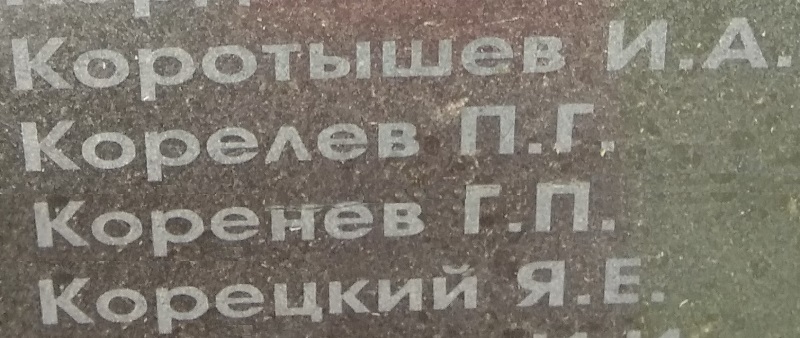 Коротышев И.А.
Корелев П.Г.
Коренев Г.П.
Корецкий Я.Е.